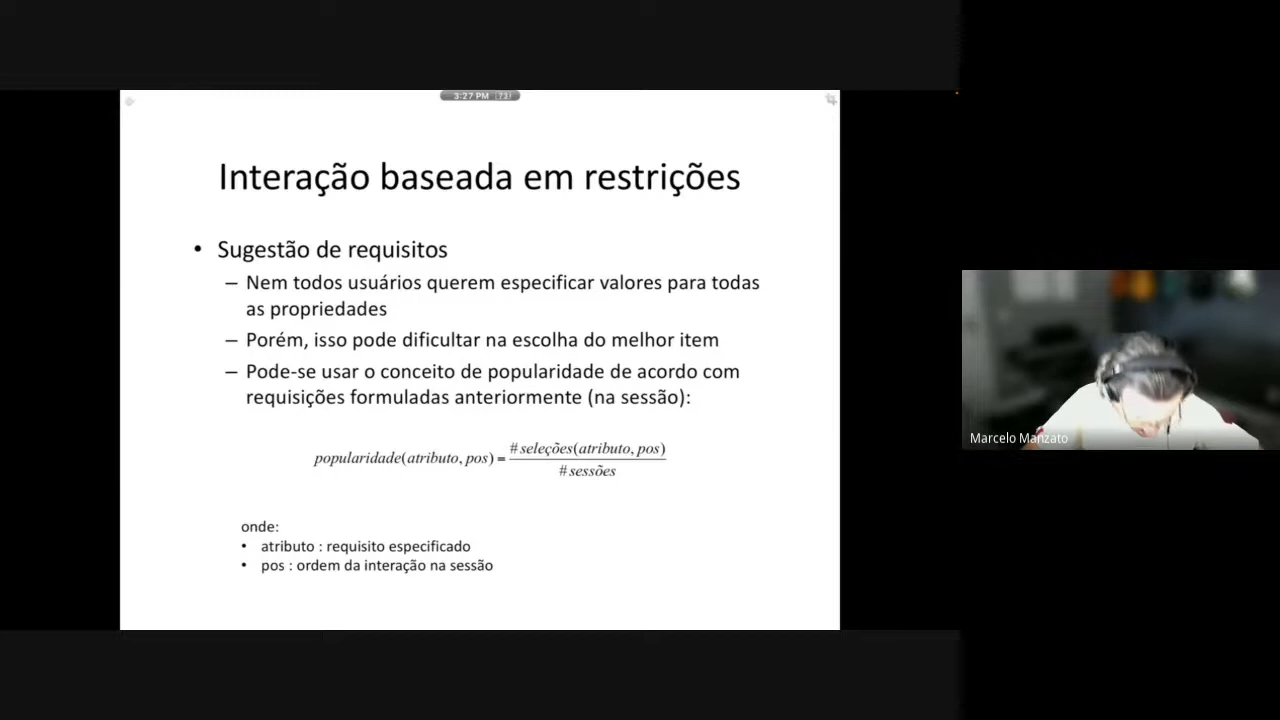 3:27 PM
Interação baseada em restrições
• Sugestão de requisitos
– Nem todos usuários querem especificar valores para todas
as propriedades
– Porém, isso pode dificultar na escolha do melhor item
– Pode-se usar o conceito de popularidade de acordo com
requisições formuladas anteriormente (na sessão):
popularidade(atributo, pos) = #seleções(atributo, pos)
#sessões
onde:
• atributo : requisito especificado
• pos : ordem da interação na sessão
Marcelo Manzato